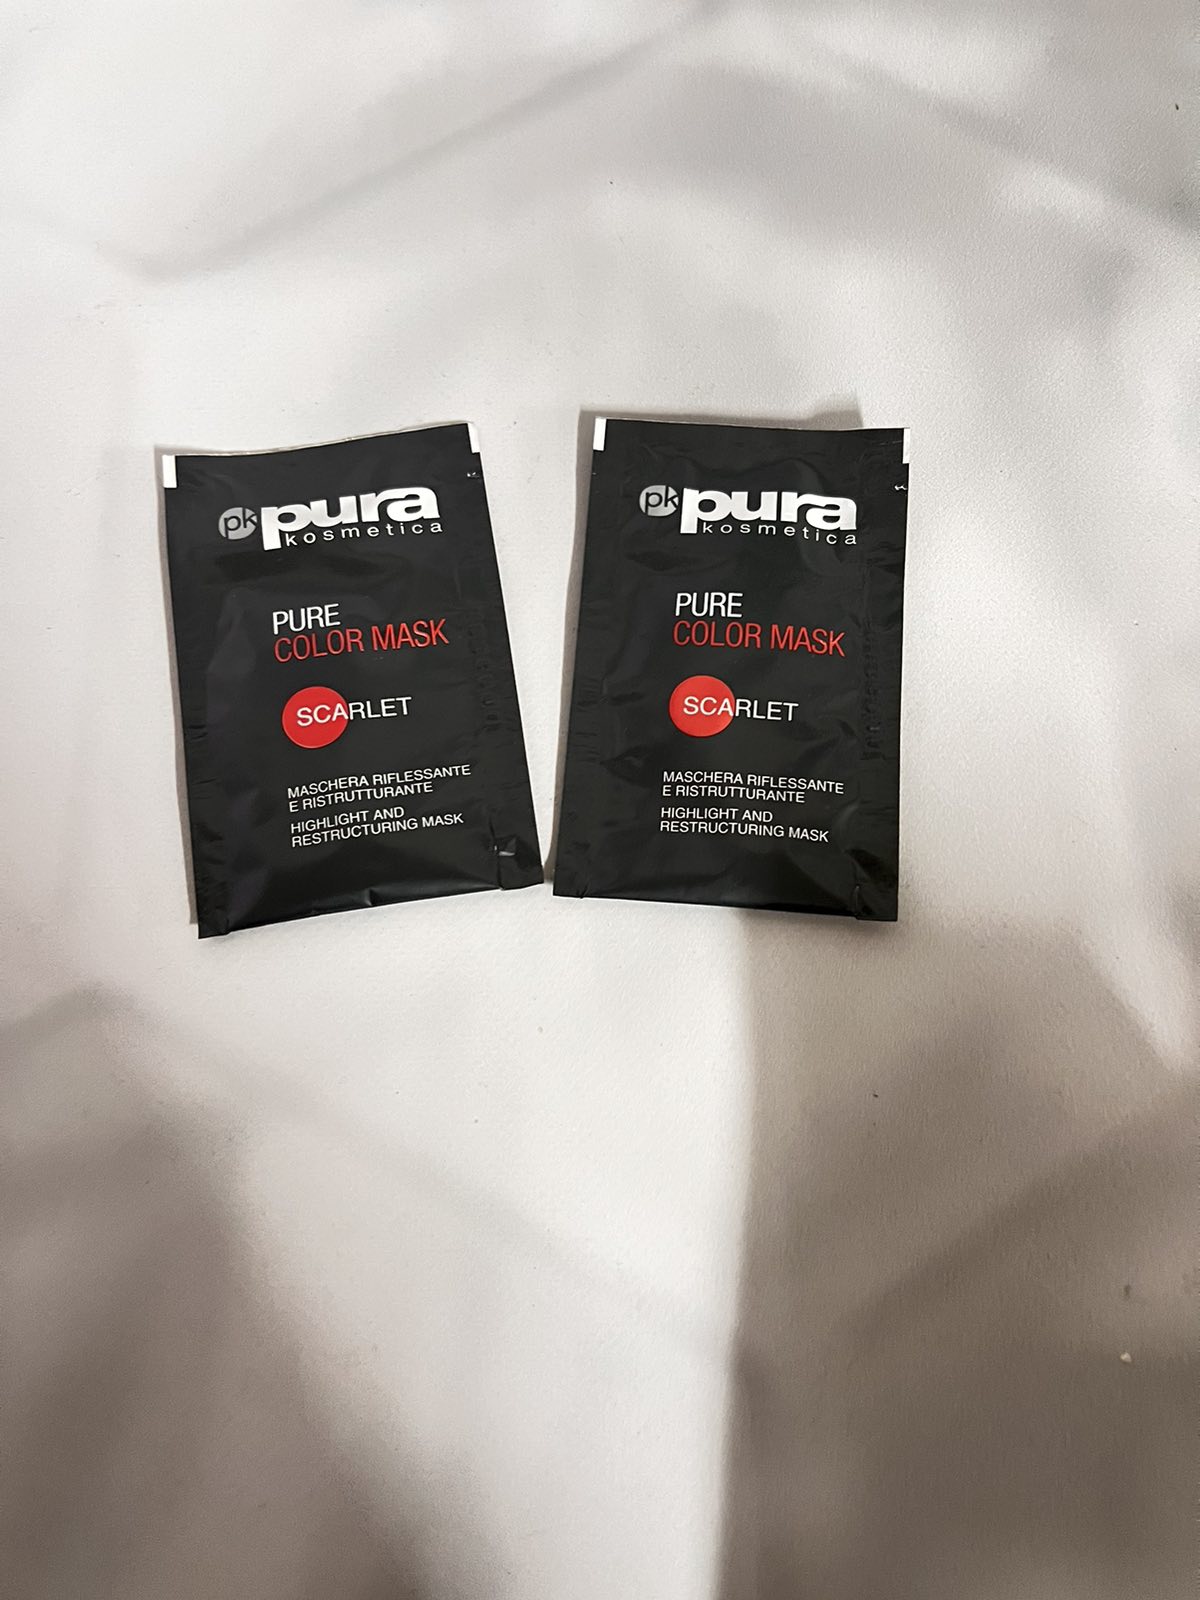 pk pura
kosmetica
PURE
COLOR MASK
SCARLET
MASCHERA RIFLESSANTE
E RISTRUTTURANTE
HIGHLIGHT AND
RESTRUCTURING MASK
pk pura
kosmetica
PURE
COLOR MASK
SCARLET
MASCHERA RIFLESSANTE
E RISTRUTTURANTE
HIGHLIGHT AND
RESTRUCTURING MASK